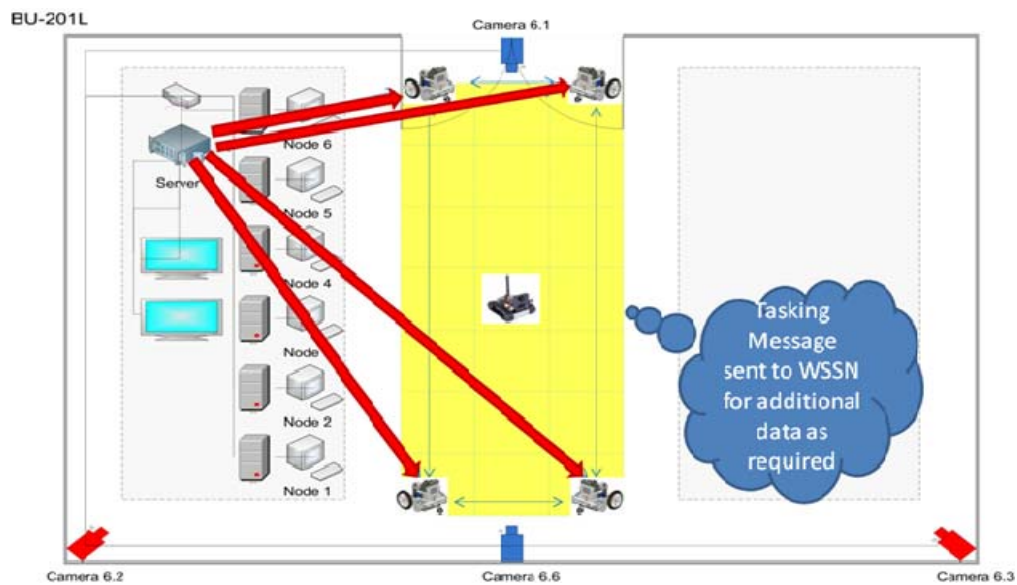 BU-201L
Camera 6.1
Node 6
Server
Node 5
Node 4
Node
Node 2
Node 1
Tasking
Message
sent to WSSN
for additional
data as
required
Camera 6.2
Camera 6.6
Camera 6.3